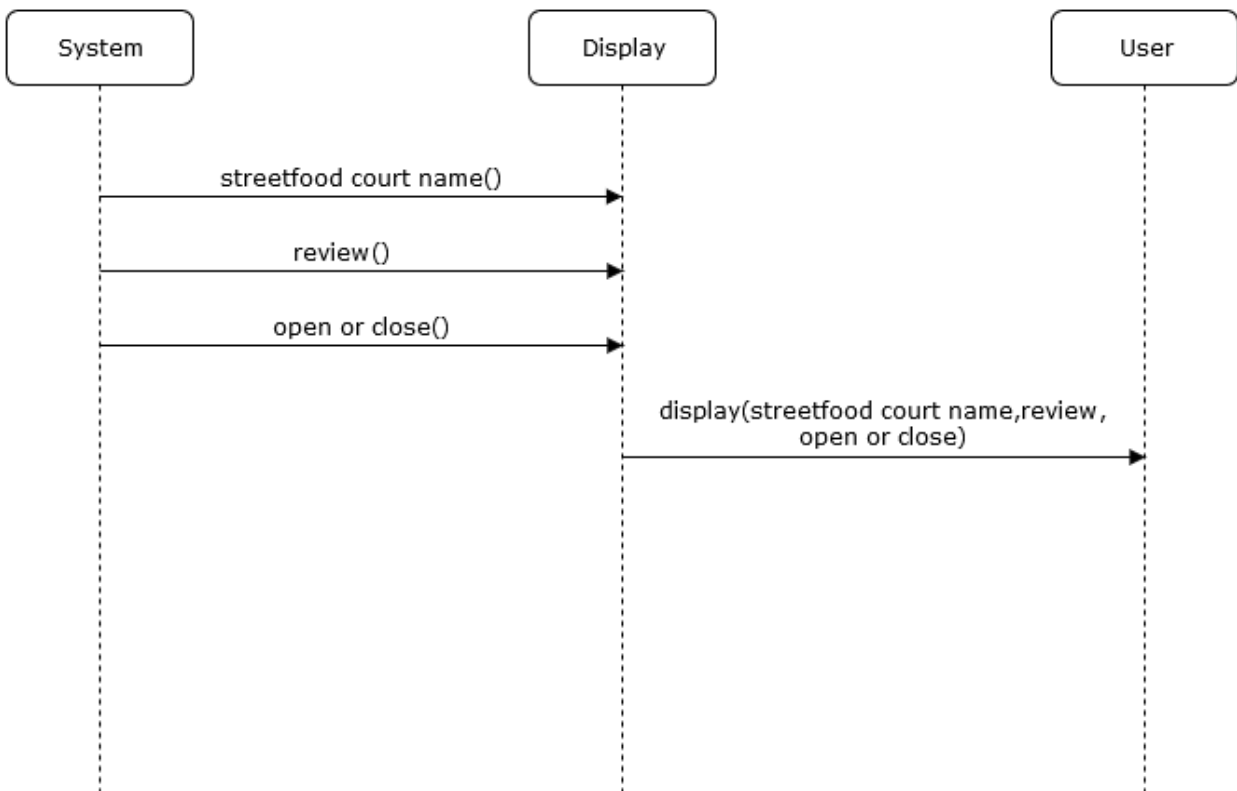 System
Display
User
streetfood court name()
review()
open or close()
display(streetfood court name,review,
open or close)